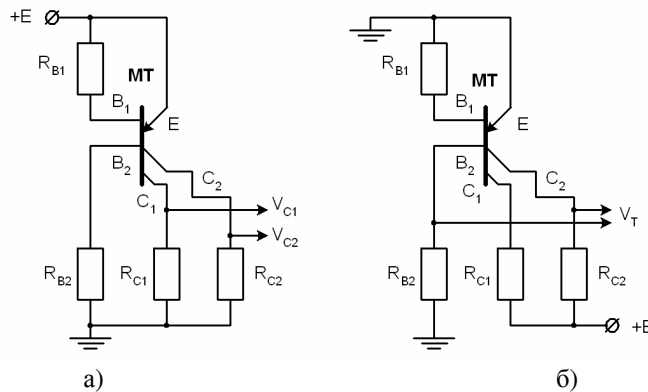 +E
R_B1
MT
B_1
E
B_2
C_2
C_1
V_C1
V_C2
R_B2
R_C1
R_C2
а)
R_B1
MT
B_1
E
B_2
C_2
C_1
V_T
R_B2
R_C1
R_C2
+E
б)